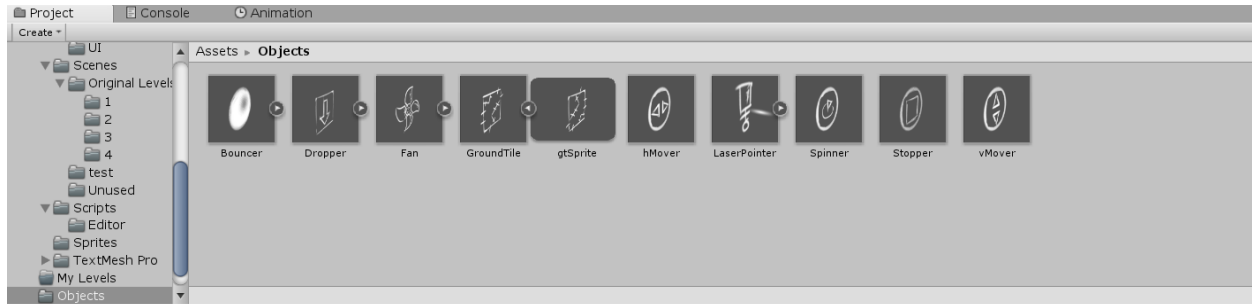 Project Console Animation
Create
UI
Scenes
Original Levels
1
2
3
4
test
Unused
Scripts
Editor
Sprites
TextMesh Pro
My Levels
Objects
Assets Objects
Bouncer Dropper Fan GroundTile gtSprite hMover LaserPointer Spinner Stopper vMover